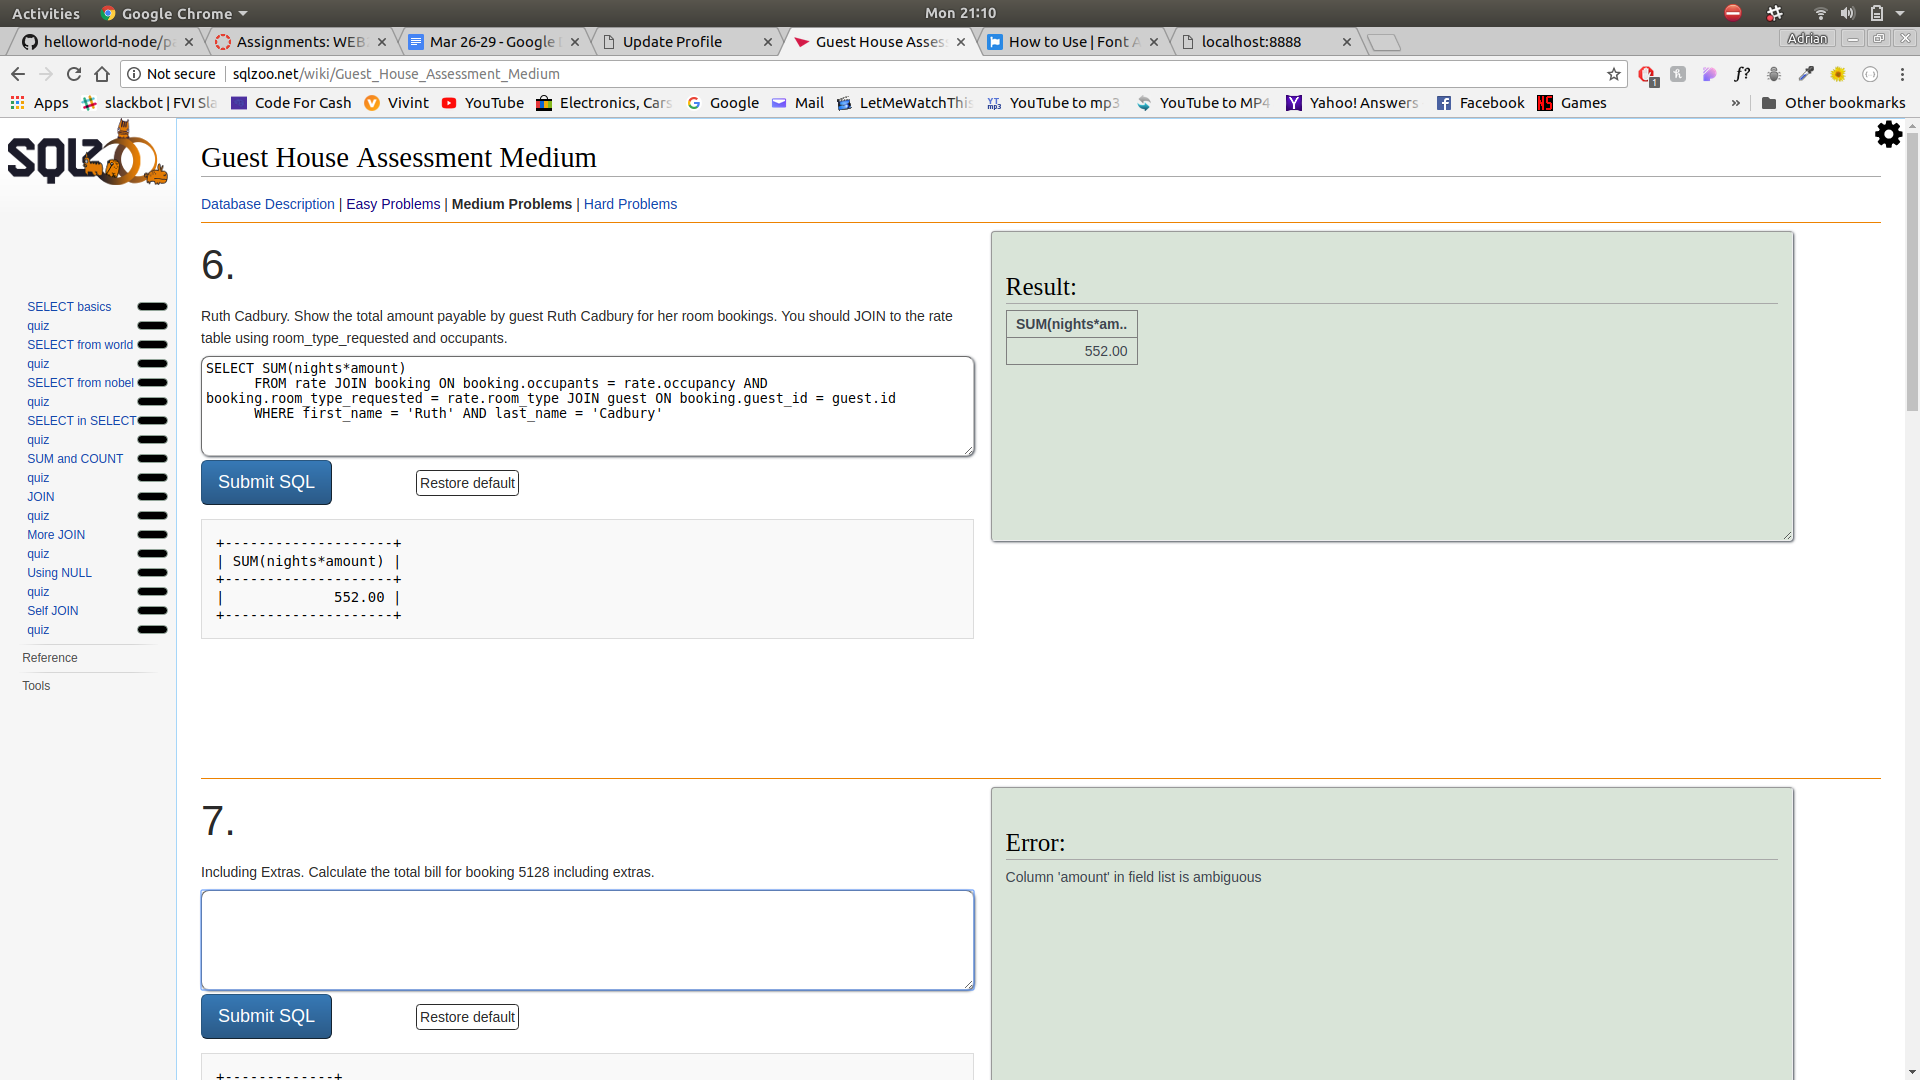 Activities Google Chrome Mon 21:10
helloworld-node/p Assignments: WEB Mar 26-29 - Google Update Profile Guest House Asses How to Use | Font A localhost:8888 Adrian
Not secure sqlzoo.net/wiki/Guest_House_Assessment_Medium 1 f?
Apps slackbot | FVI Sla Code For Cash Vivint YouTube Electronics, Cars Google Mail LetMeWatchThis YT mp3 YouTube to mp3 YouTube to MP4 Yahoo! Answers Facebook NS Games » Other bookmarks
SQLZOO
Guest House Assessment Medium
Database Description | Easy Problems | Medium Problems | Hard Problems
SELECT basics
quiz
SELECT from world
quiz
SELECT from nobel
quiz
SELECT in SELECT
quiz
SUM and COUNT
quiz
JOIN
quiz
More JOIN
quiz
Using NULL
quiz
Self JOIN
quiz
Reference
Tools
6.
Ruth Cadbury. Show the total amount payable by guest Ruth Cadbury for her room bookings. You should JOIN to the rate
table using room_type_requested and occupants.
SELECT SUM(nights*amount)
FROM rate JOIN booking ON booking.occupants = rate.occupancy AND
booking.room_type_requested = rate.room_type JOIN guest ON booking.guest_id = guest.id
WHERE first_name = 'Ruth' AND last_name = 'Cadbury'
Submit SQL Restore default
+--------------------+
| SUM(nights*amount) |
+--------------------+
| 552.00 |
+--------------------+
Result:
SUM(nights*am..
552.00
7.
Including Extras. Calculate the total bill for booking 5128 including extras.
Submit SQL Restore default
+-------------+
Error:
Column 'amount' in field list is ambiguous